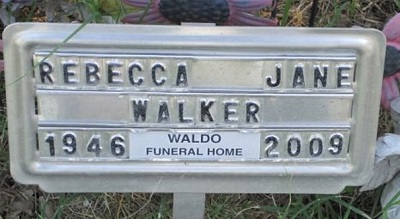 REBECCA JANE
WALKER
1946 WALDO 2009
FUNERAL HOME